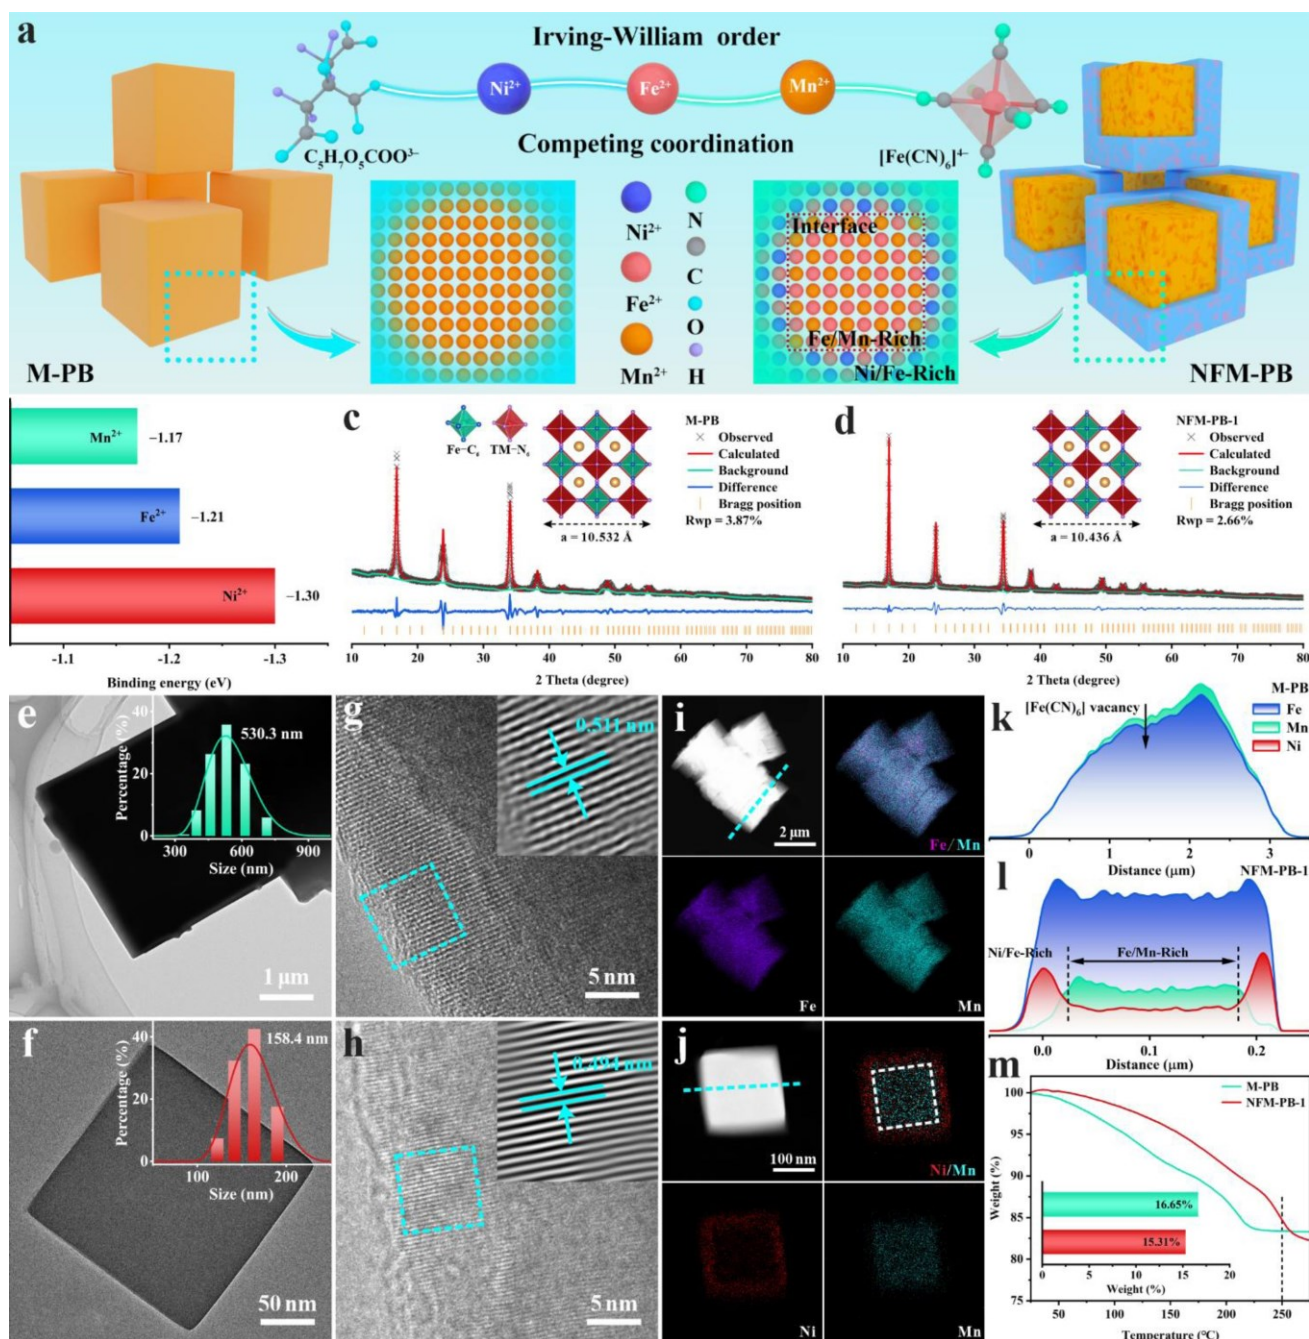 a
Irving-William order
Ni²⁺
Fe²⁺
Mn²⁺
C₅H₇O₅COO³⁻
Competing coordination
[Fe(CN)₆]⁴⁻
Ni²⁺
Fe²⁺
Mn²⁺
N
C
O
H
Interface
Fe/Mn-Rich
Ni/Fe-Rich
M-PB
NFM-PB
Mn²⁺
−1.17
Fe²⁺
−1.21
Ni²⁺
−1.30
-1.1
-1.2
-1.3
Binding energy (eV)
c
Fe−C₆
TM−N₆
a = 10.532 Å
M-PB
Observed
Calculated
Background
Difference
Bragg position
Rwp = 3.87%
10 20 30 40 50 60 70 80
2 Theta (degree)
d
a = 10.436 Å
NFM-PB-1
Observed
Calculated
Background
Difference
Bragg position
Rwp = 2.66%
10 20 30 40 50 60 70 80
2 Theta (degree)
e
Percentage (%)
40
20
0
530.3 nm
300 600 900
Size (nm)
1 μm
f
Percentage (%)
40
20
0
158.4 nm
100 200
Size (nm)
50 nm
g
0.511 nm
5 nm
h
0.494 nm
5 nm
i
2 μm
Fe/Mn
Fe
Mn
j
100 nm
Ni/Mn
Ni
Mn
k
[Fe(CN)₆] vacancy
M-PB
Fe
Mn
Ni
0 1 2 3
Distance (μm)
l
NFM-PB-1
Ni/Fe-Rich
Fe/Mn-Rich
0.0 0.1 0.2
Distance (μm)
m
M-PB
NFM-PB-1
Weight (%)
100
95
90
85
80
75
16.65%
15.31%
0 5 10 15 20
Weight (%)
50 100 150 200 250
Temperature (°C)